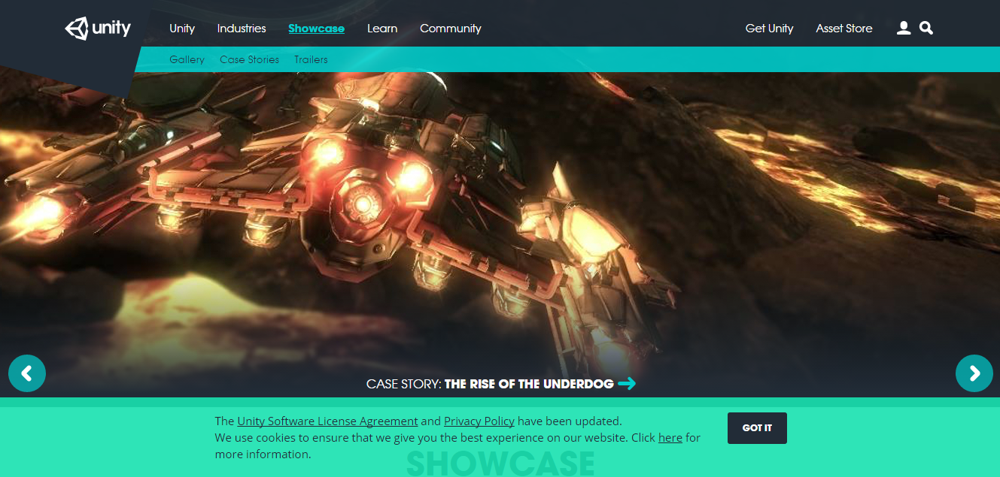 unity
Unity Industries Showcase Learn Community Get Unity Asset Store
Gallery Case Stories Trailers
CASE STORY: THE RISE OF THE UNDERDOG
The Unity Software License Agreement and Privacy Policy have been updated.
We use cookies to ensure that we give you the best experience on our website. Click here for
more information.
GOT IT
SHOWCASE